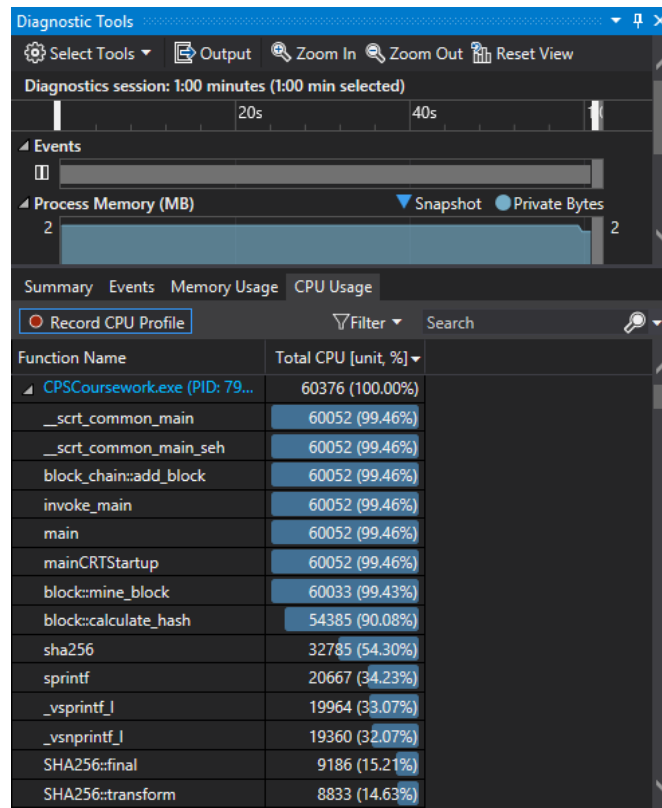 Diagnostic Tools
Select Tools Output Zoom In Zoom Out Reset View
Diagnostics session: 1:00 minutes (1:00 min selected)
20s 40s
Events
Process Memory (MB) Snapshot Private Bytes
2 2
Summary Events Memory Usage CPU Usage
Record CPU Profile Filter Search
Function Name Total CPU [unit, %]
CPSCoursework.exe (PID: 79... 60376 (100.00%)
__scrt_common_main 60052 (99.46%)
__scrt_common_main_seh 60052 (99.46%)
block_chain::add_block 60052 (99.46%)
invoke_main 60052 (99.46%)
main 60052 (99.46%)
mainCRTStartup 60052 (99.46%)
block::mine_block 60033 (99.43%)
block::calculate_hash 54385 (90.08%)
sha256 32785 (54.30%)
sprintf 20667 (34.23%)
_vsprintf_l 19964 (33.07%)
_vsnprintf_l 19360 (32.07%)
SHA256::final 9186 (15.21%)
SHA256::transform 8833 (14.63%)